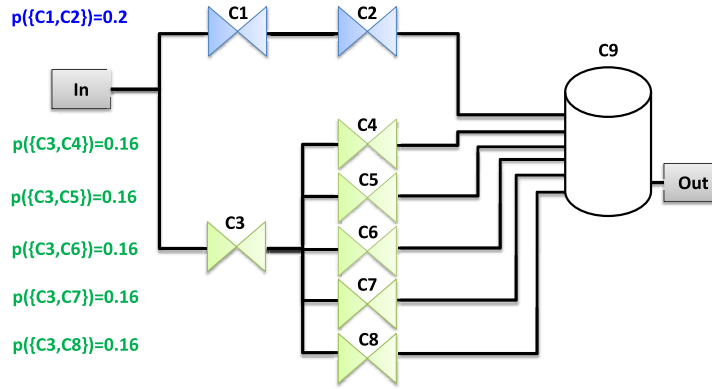 p({C1,C2})=0.2
C1
C2
C9
In
C4
p({C3,C4})=0.16
C5
p({C3,C5})=0.16
Out
C3
C6
p({C3,C6})=0.16
C7
p({C3,C7})=0.16
C8
p({C3,C8})=0.16